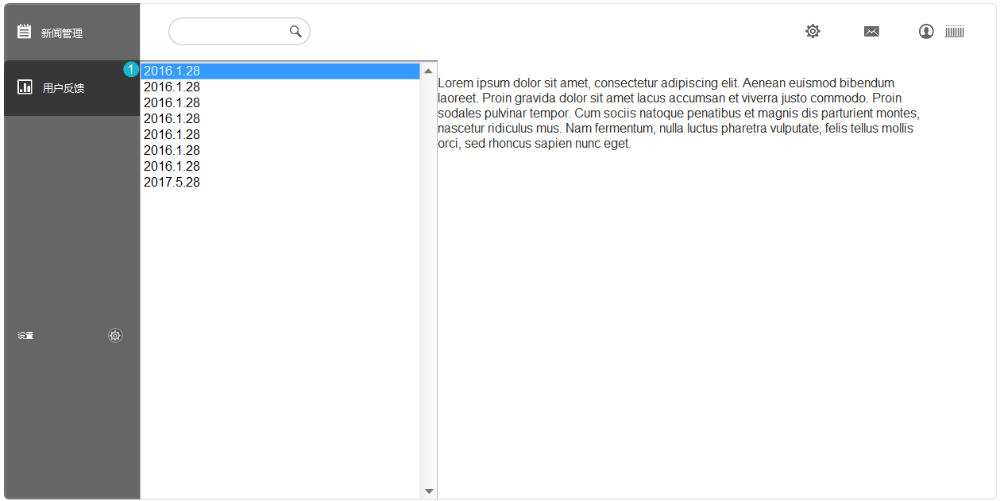 新闻管理
jjjjjjj
用户反馈
1
2016.1.28
2016.1.28
2016.1.28
2016.1.28
2016.1.28
2016.1.28
2016.1.28
2017.5.28
Lorem ipsum dolor sit amet, consectetur adipiscing elit. Aenean euismod bibendum
laoreet. Proin gravida dolor sit amet lacus accumsan et viverra justo commodo. Proin
sodales pulvinar tempor. Cum sociis natoque penatibus et magnis dis parturient montes,
nascetur ridiculus mus. Nam fermentum, nulla luctus pharetra vulputate, felis tellus mollis
orci, sed rhoncus sapien nunc eget.
设置